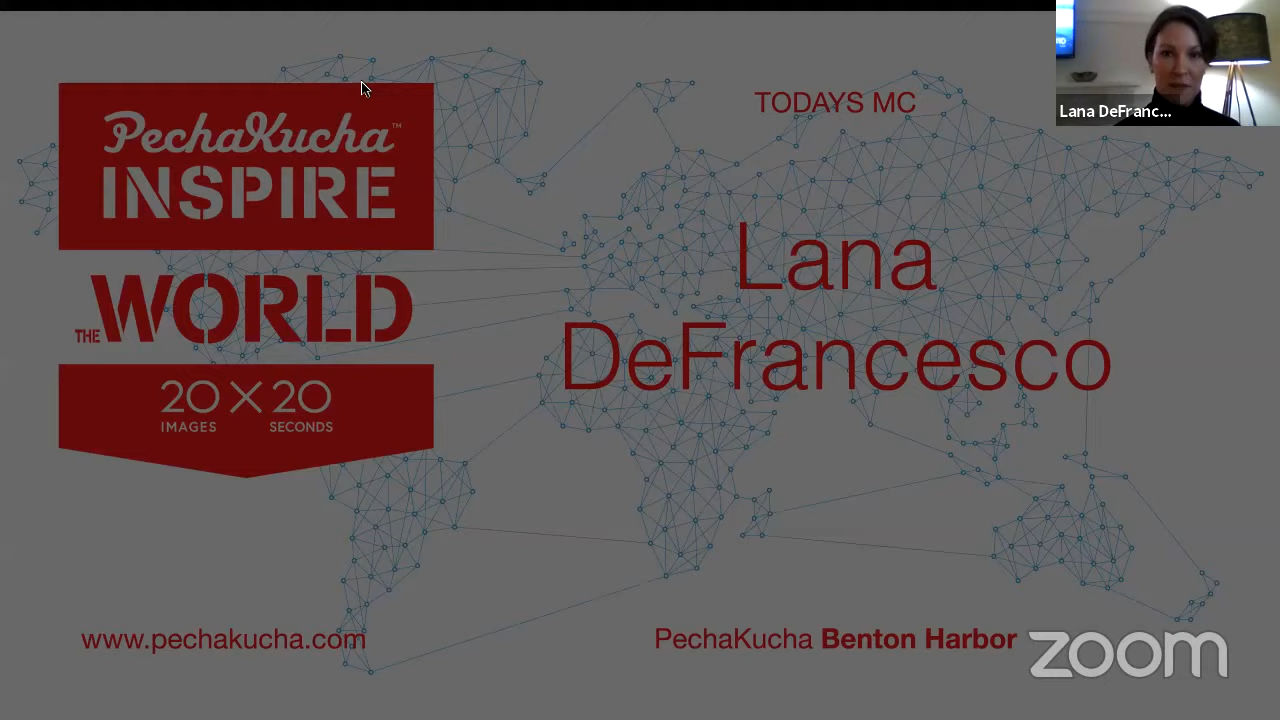 PechaKucha™
INSPIRE
THE WORLD
20 X 20
IMAGES SECONDS
www.pechakucha.com
TODAYS MC
Lana
DeFrancesco
PechaKucha Benton Harbor
zoom
Lana DeFranc...